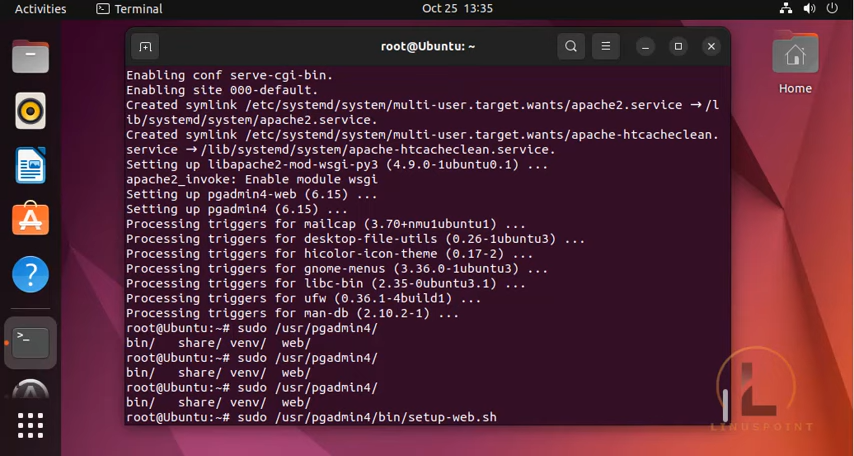 Activities
Terminal
Oct 25 13:35
root@Ubuntu: ~
Home
Enabling conf serve-cgi-bin.
Enabling site 000-default.
Created symlink /etc/systemd/system/multi-user.target.wants/apache2.service → /l
ib/systemd/system/apache2.service.
Created symlink /etc/systemd/system/multi-user.target.wants/apache-htcacheclean.
service → /lib/systemd/system/apache-htcacheclean.service.
Setting up libapache2-mod-wsgi-py3 (4.9.0-1ubuntu0.1) ...
apache2_invoke: Enable module wsgi
Setting up pgadmin4-web (6.15) ...
Setting up pgadmin4 (6.15) ...
Processing triggers for mailcap (3.70+nmu1ubuntu1) ...
Processing triggers for desktop-file-utils (0.26-1ubuntu3) ...
Processing triggers for hicolor-icon-theme (0.17-2) ...
Processing triggers for gnome-menus (3.36.0-1ubuntu3) ...
Processing triggers for libc-bin (2.35-0ubuntu3.1) ...
Processing triggers for ufw (0.36.1-4build1) ...
Processing triggers for man-db (2.10.2-1) ...
root@Ubuntu:~# sudo /usr/pgadmin4/
bin/   share/ venv/  web/
root@Ubuntu:~# sudo /usr/pgadmin4/
bin/   share/ venv/  web/
root@Ubuntu:~# sudo /usr/pgadmin4/
bin/   share/ venv/  web/
root@Ubuntu:~# sudo /usr/pgadmin4/bin/setup-web.sh
LINUSPOINT